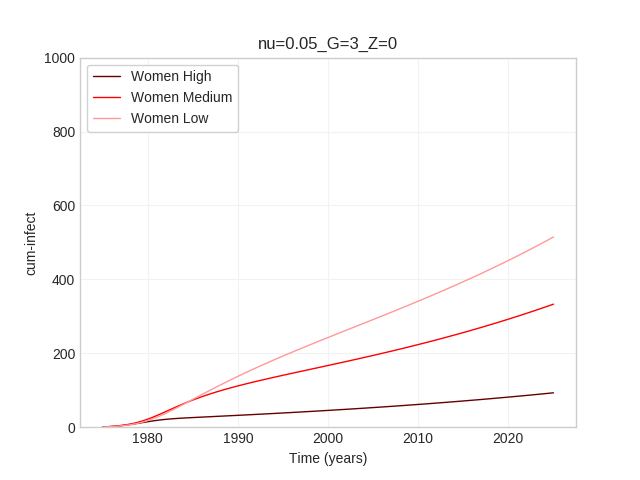 nu=0.05_G=3_Z=0
1000
800
600
400
200
0
cum-infect
Women High
Women Medium
Women Low
1980
1990
2000
2010
2020
Time (years)